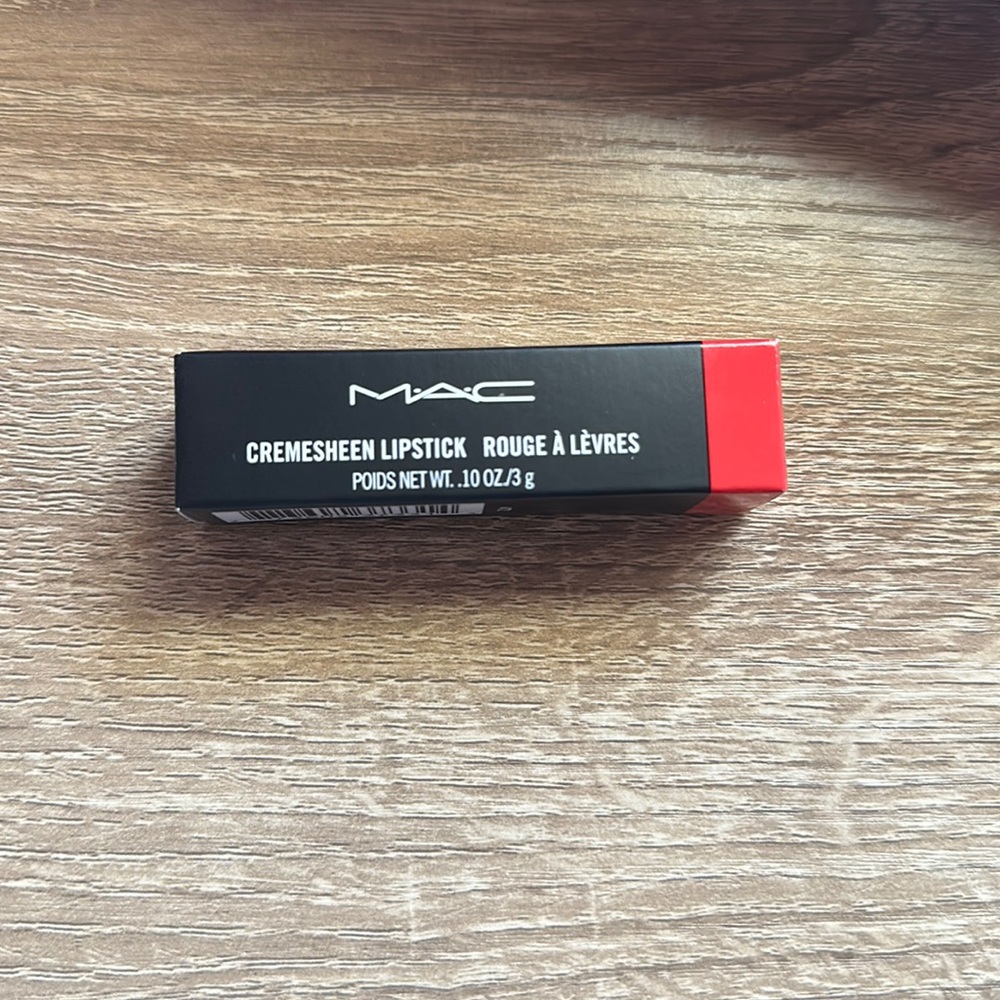 M·A·C
CREMESHEEN LIPSTICK ROUGE À LÈVRES
POIDS NET WT. .10 OZ./3 g